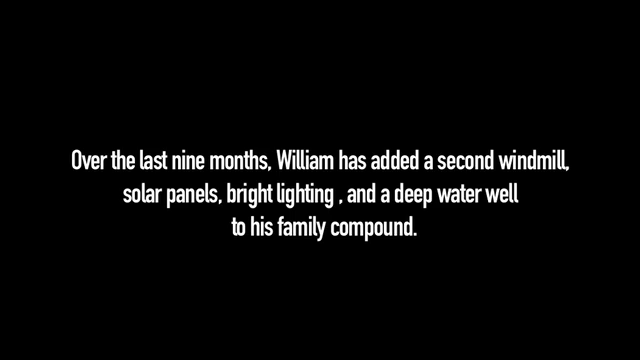 Over the last nine months, William has added a second windmill,
solar panels, bright lighting , and a deep water well
to his family compound.